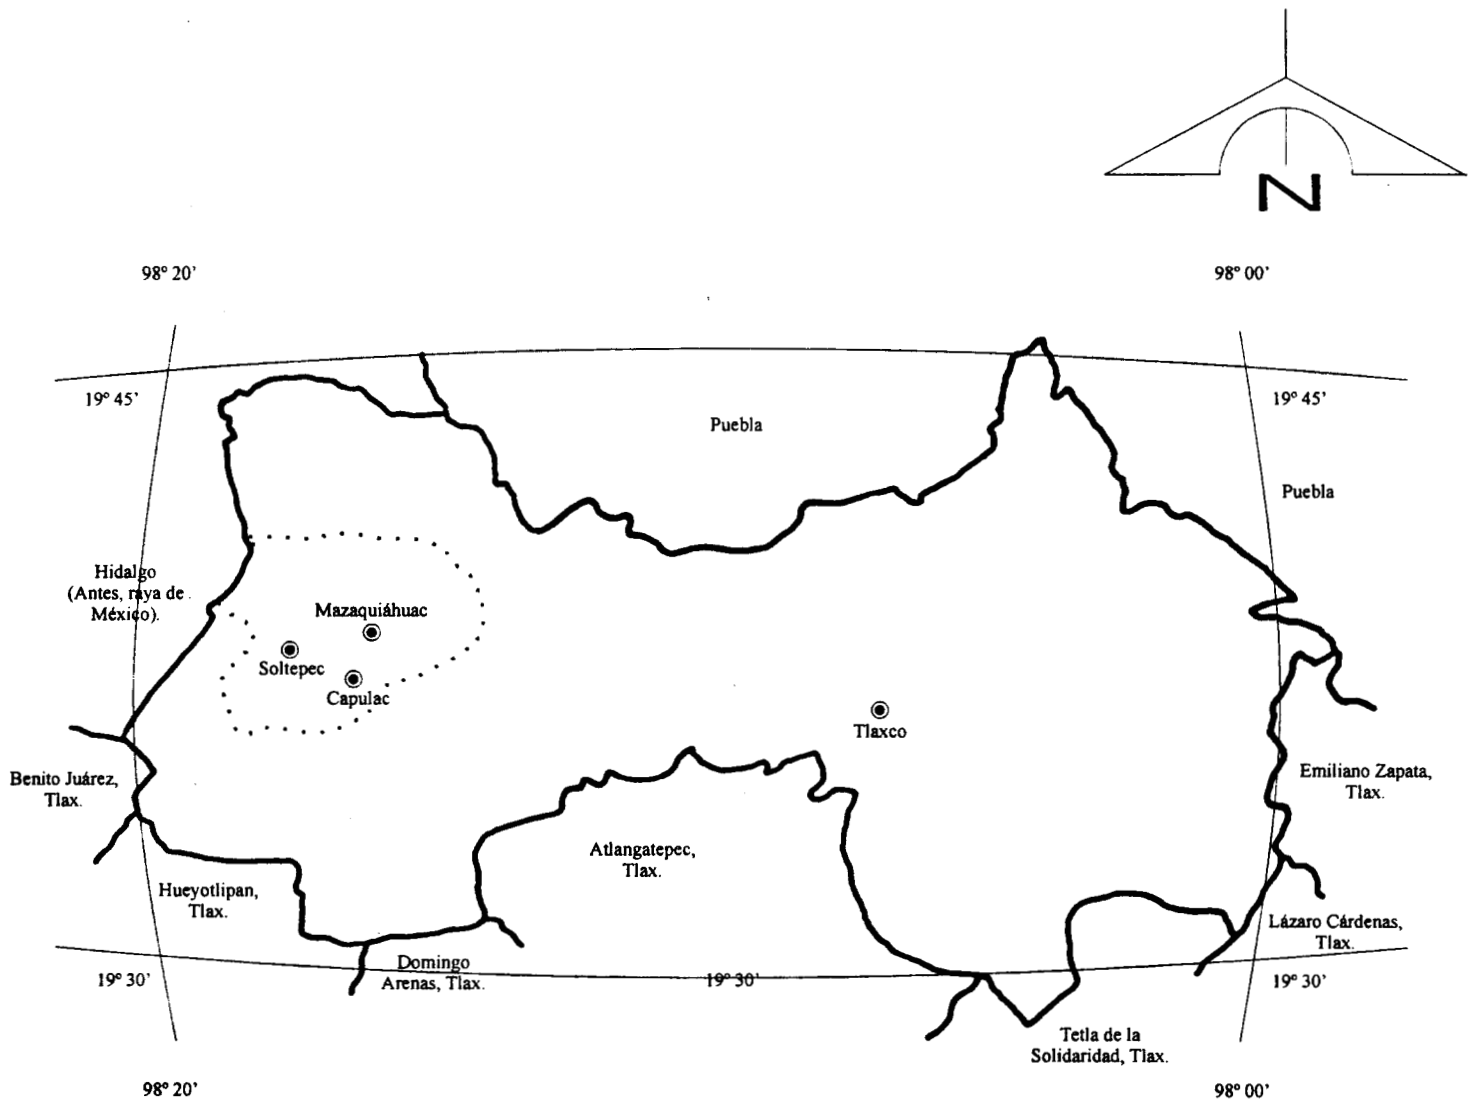 N
98° 20'
98° 00'
19° 45'
19° 45'
Puebla
Puebla
Hidalgo
(Antes, raya de
México).
Mazaquiáhuac
Soltepec
Capulac
Tlaxco
Benito Juárez,
Tlax.
Emiliano Zapata,
Tlax.
Atlangatepec,
Tlax.
Hueyotlipan,
Tlax.
Lázaro Cárdenas,
Tlax.
Domingo
Arenas, Tlax.
19° 30'
19° 30'
19° 30'
Tetla de la
Solidaridad, Tlax.
98° 20'
98° 00'